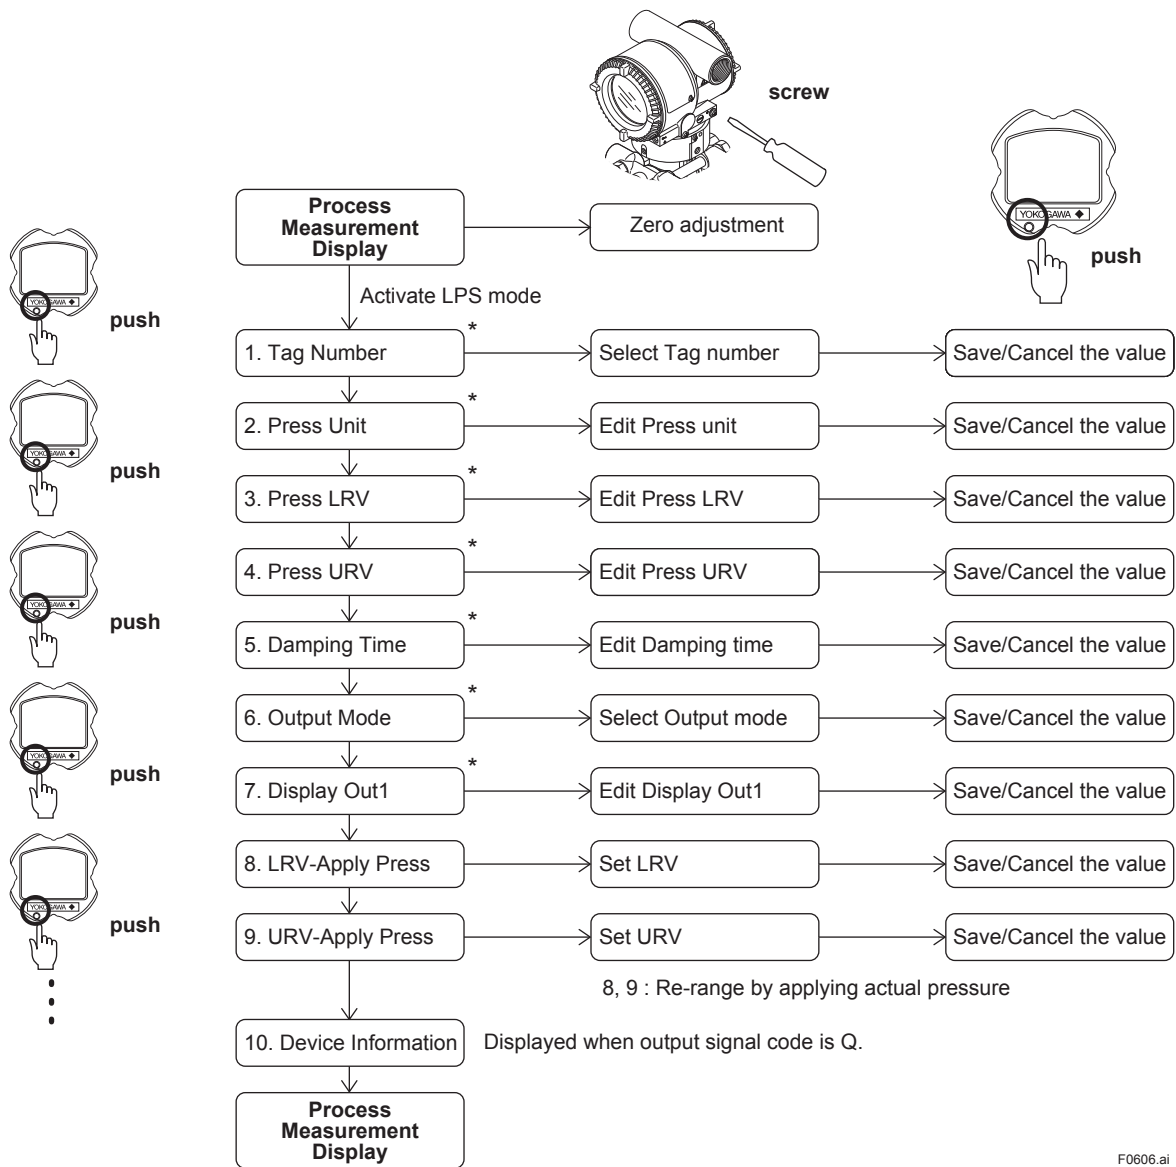 screw
YOKOGAWA
push
Process
Measurement
Display
Zero adjustment
Activate LPS mode
YOKOGAWA
push
1. Tag Number
*
Select Tag number
Save/Cancel the value
YOKOGAWA
push
2. Press Unit
*
Edit Press unit
Save/Cancel the value
3. Press LRV
*
Edit Press LRV
Save/Cancel the value
YOKOGAWA
push
4. Press URV
*
Edit Press URV
Save/Cancel the value
5. Damping Time
*
Edit Damping time
Save/Cancel the value
YOKOGAWA
push
6. Output Mode
*
Select Output mode
Save/Cancel the value
7. Display Out1
*
Edit Display Out1
Save/Cancel the value
YOKOGAWA
push
8. LRV-Apply Press
Set LRV
Save/Cancel the value
9. URV-Apply Press
Set URV
Save/Cancel the value
8, 9 : Re-range by applying actual pressure
10. Device Information
Displayed when output signal code is Q.
Process
Measurement
Display
F0606.ai